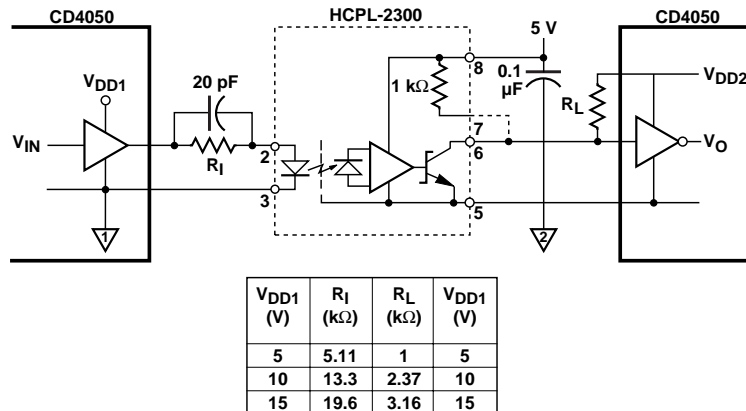 CD4050
HCPL-2300
CD4050
5 V
VDD1
20 pF
8
0.1
µF
1 kΩ
RL
VDD2
VIN
RI
2
7
6
VO
3
5
1
2
VDD1
(V)
RI
(kΩ)
RL
(kΩ)
VDD1
(V)
5 5.11 1 5
10 13.3 2.37 10
15 19.6 3.16 15